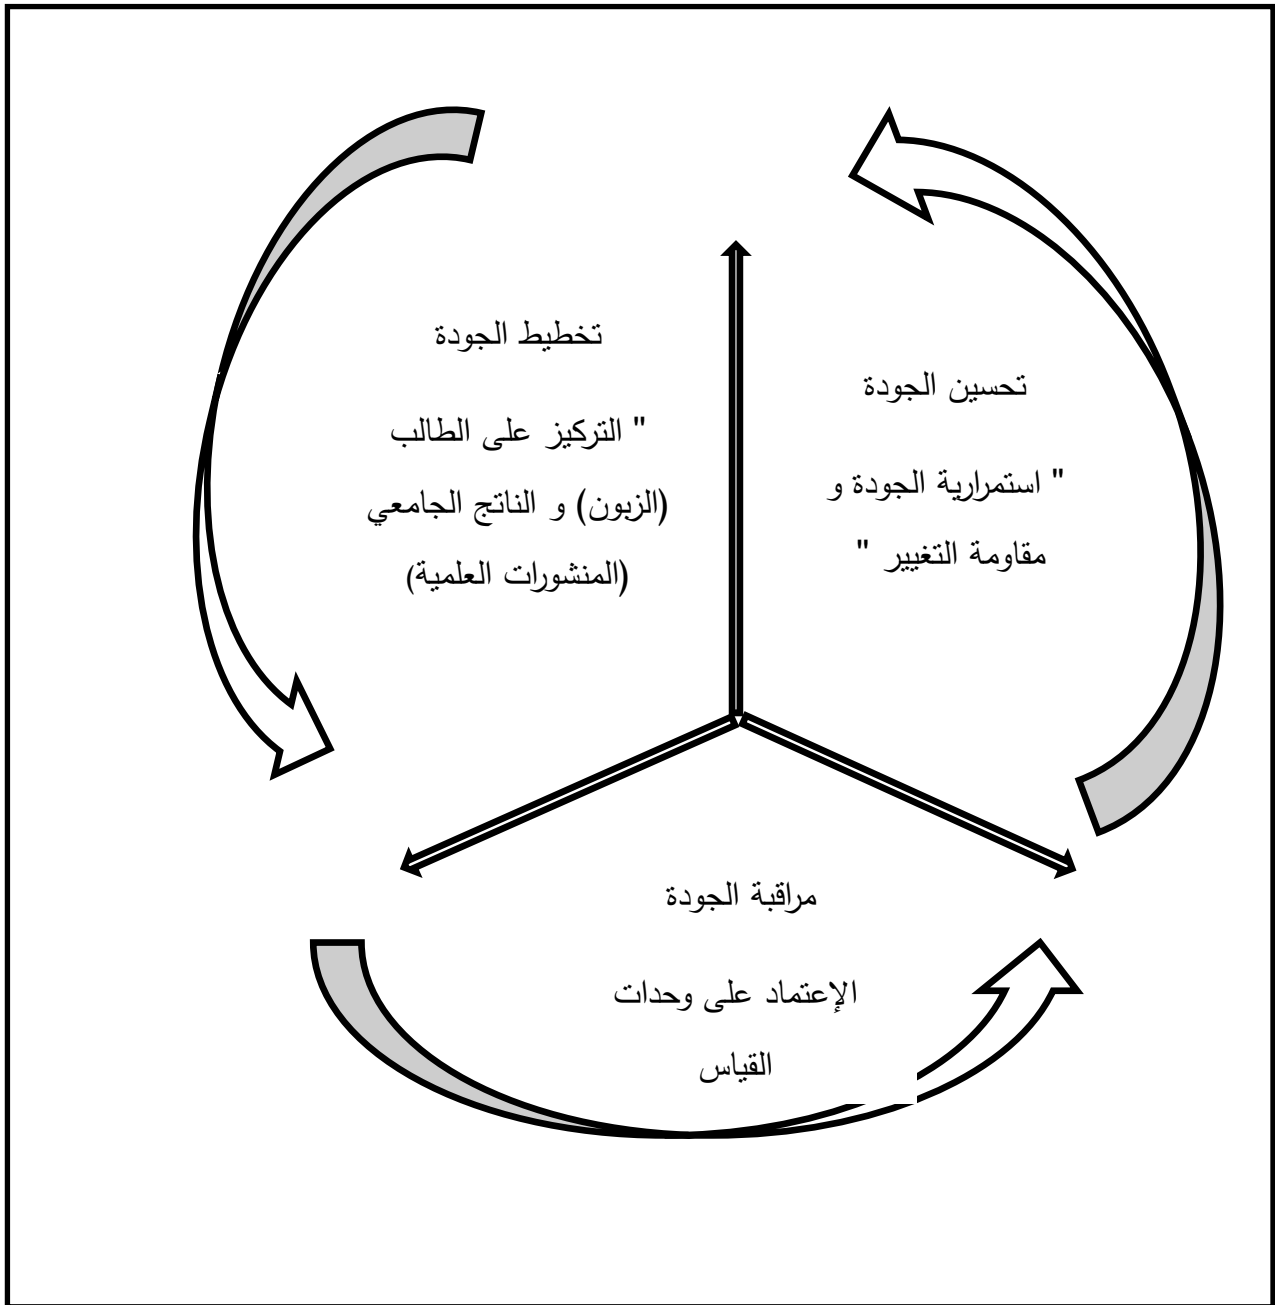 تخطيط الجودة
" التركيز على الطالب
(الزبون) و الناتج الجامعي
(المنشورات العلمية)
تحسين الجودة
" استمرارية الجودة و
مقاومة التغيير "
مراقبة الجودة
الإعتماد على وحدات
القياس